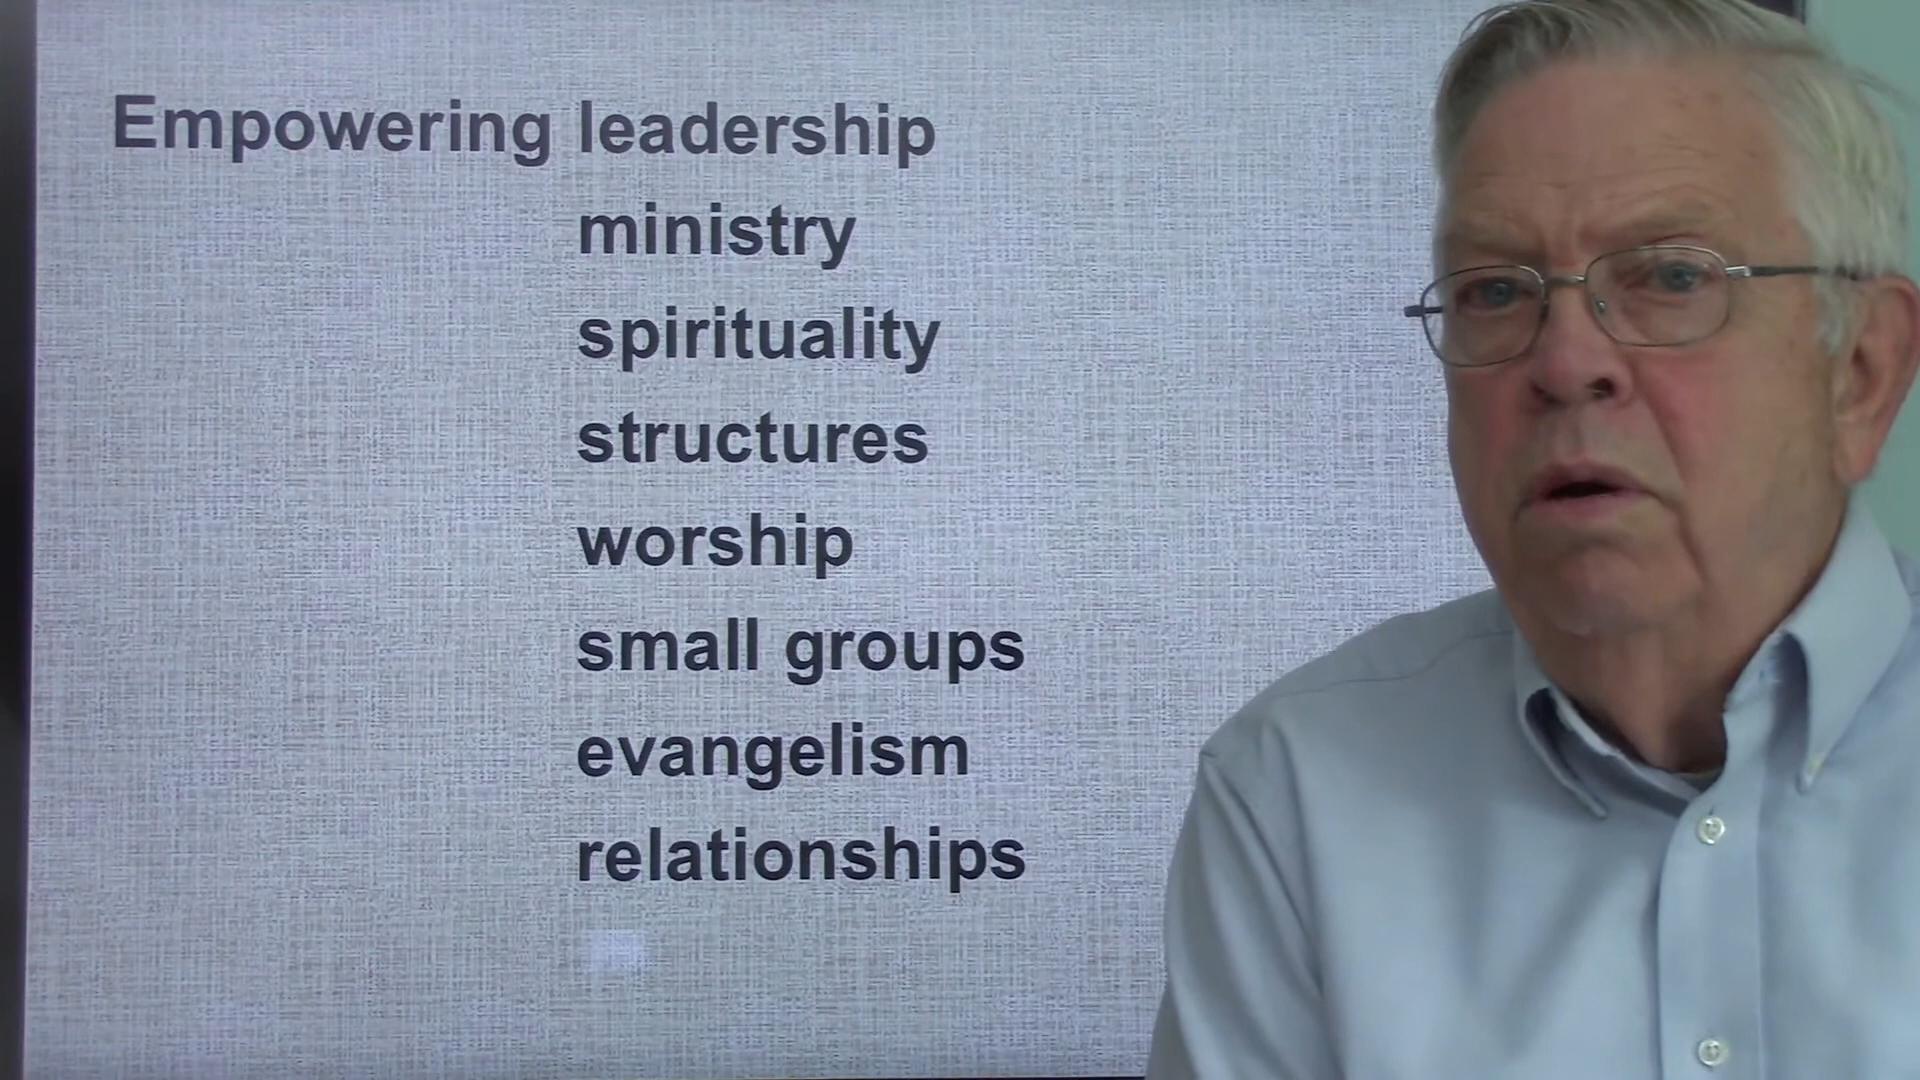 Empowering leadership
ministry
spirituality
structures
worship
small groups
evangelism
relationships